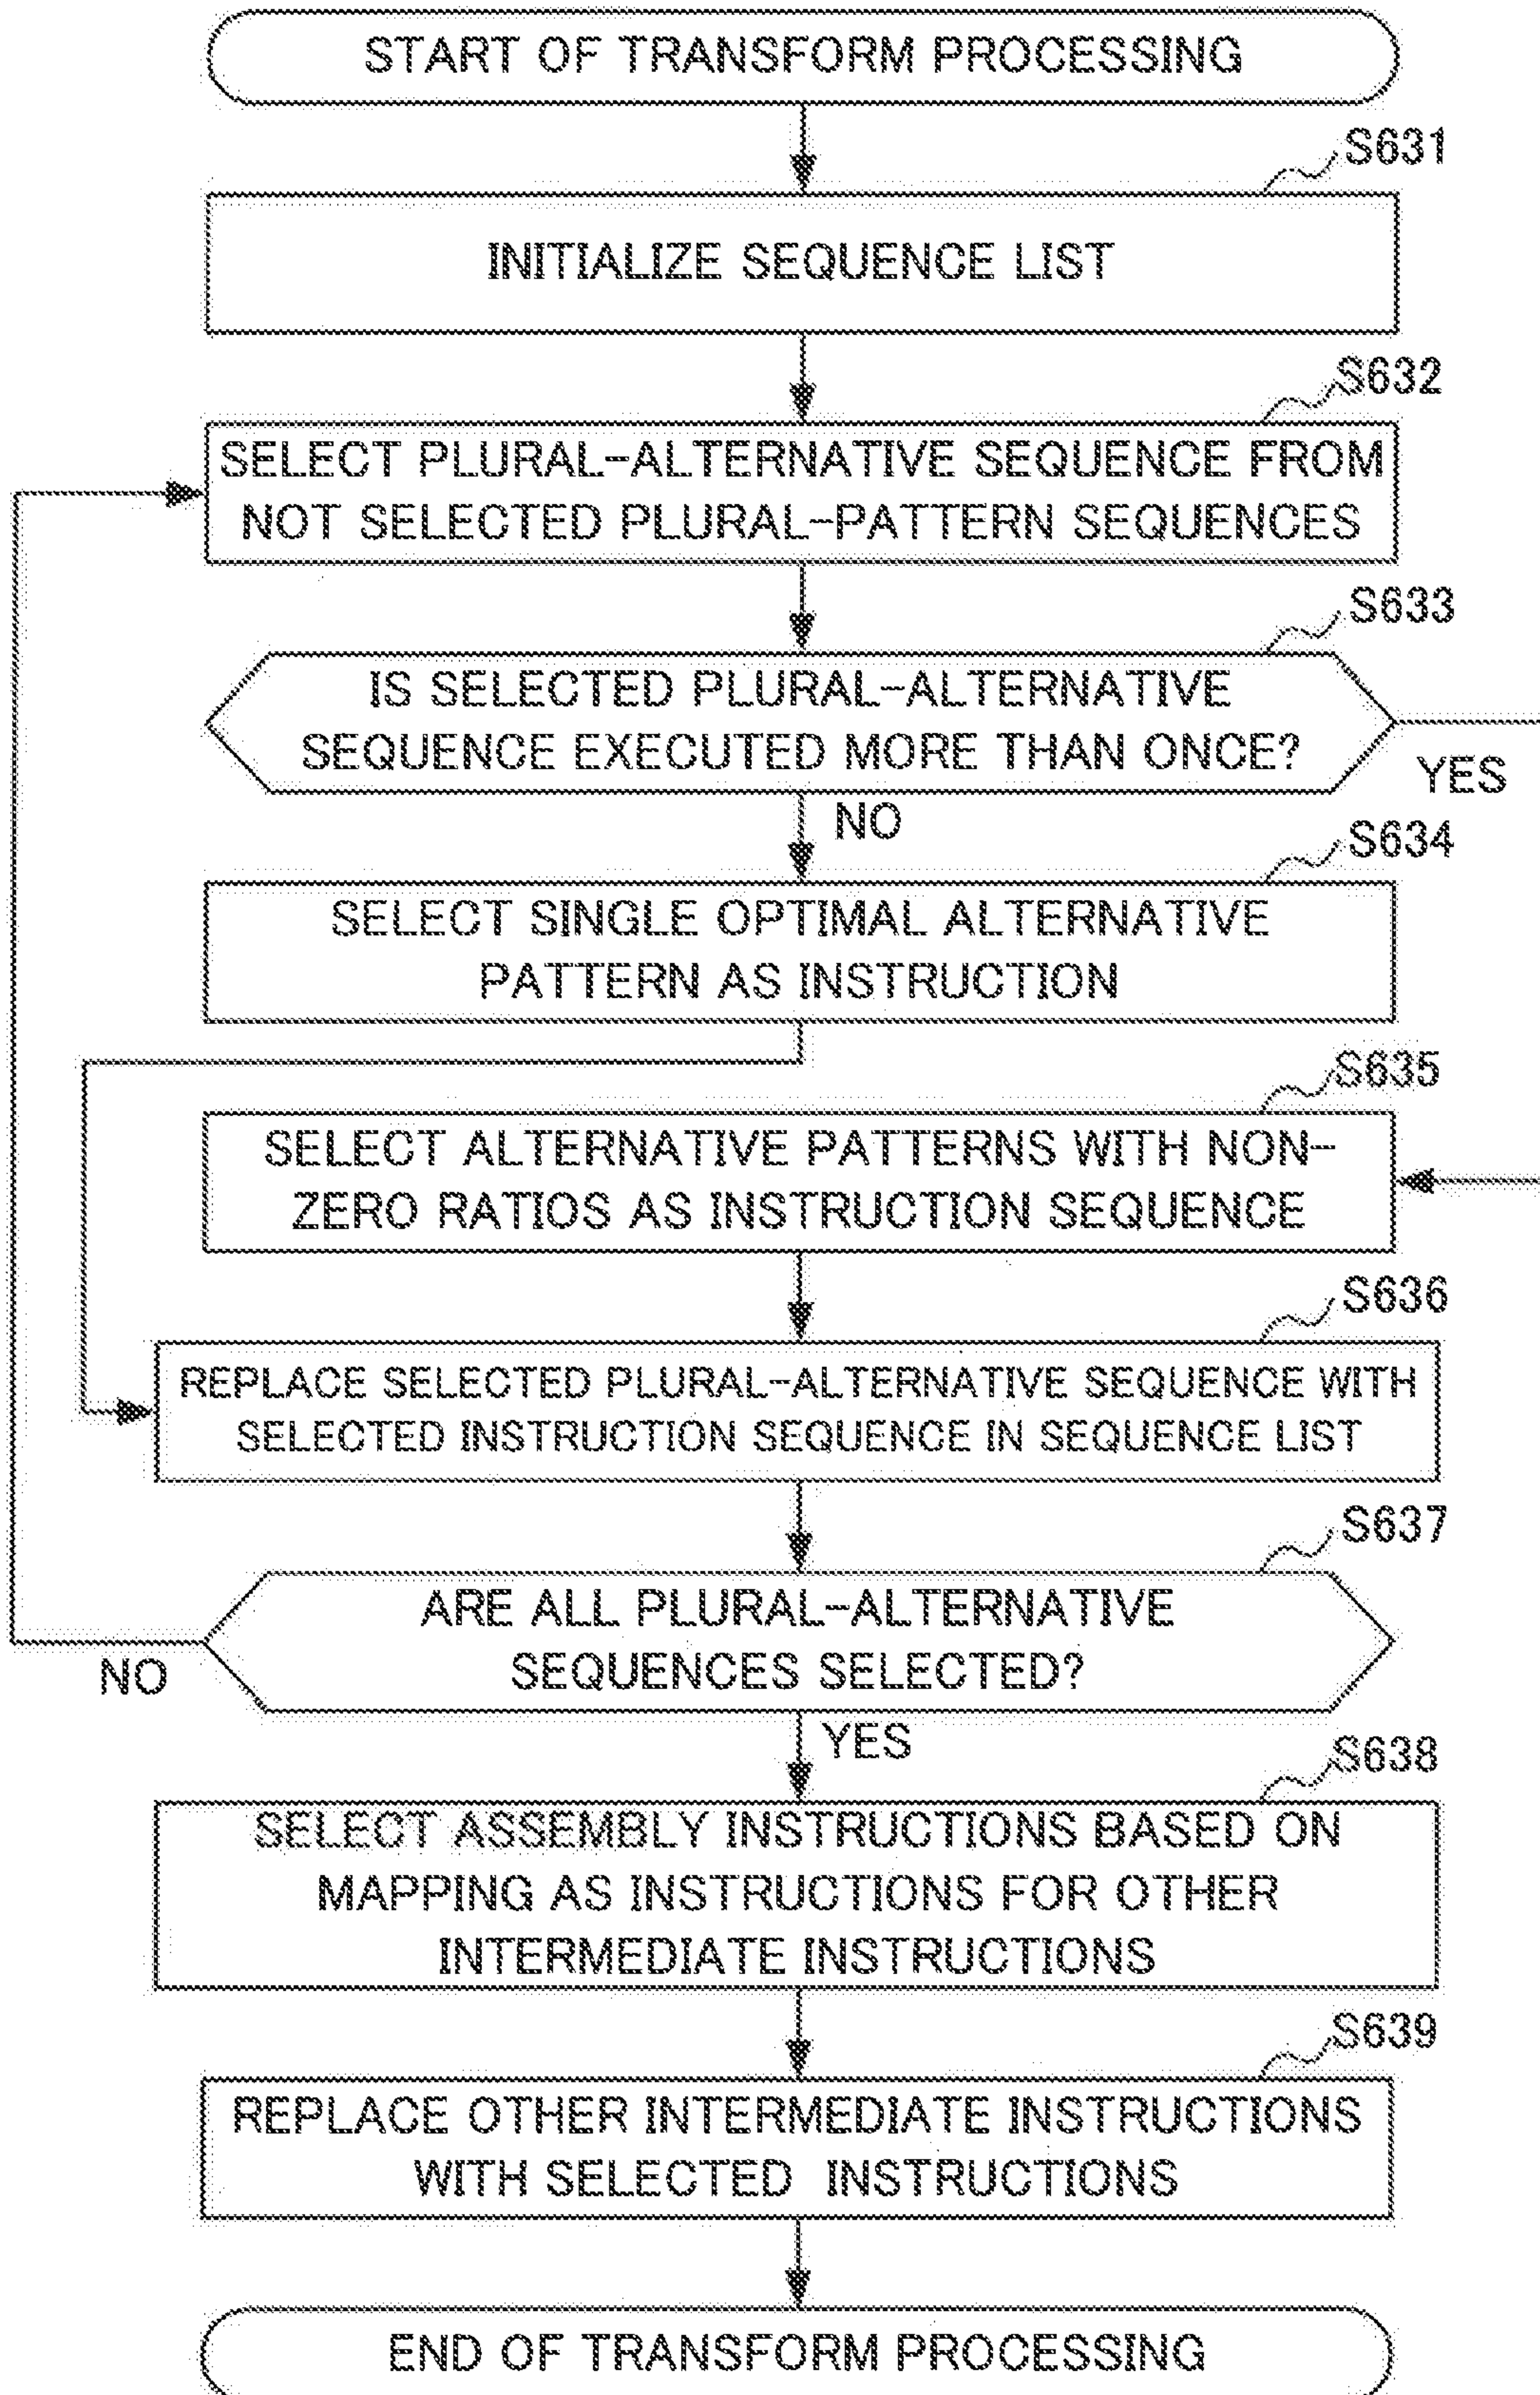 START OF TRANSFORM PROCESSING
S631
INITIALIZE SEQUENCE LIST
S632
SELECT PLURAL-ALTERNATIVE SEQUENCE FROM
NOT SELECTED PLURAL-PATTERN SEQUENCES
S633
IS SELECTED PLURAL-ALTERNATIVE
SEQUENCE EXECUTED MORE THAN ONCE?
YES
NO
S634
SELECT SINGLE OPTIMAL ALTERNATIVE
PATTERN AS INSTRUCTION
S635
SELECT ALTERNATIVE PATTERNS WITH NON-
ZERO RATIOS AS INSTRUCTION SEQUENCE
S636
REPLACE SELECTED PLURAL-ALTERNATIVE SEQUENCE WITH
SELECTED INSTRUCTION SEQUENCE IN SEQUENCE LIST
S637
ARE ALL PLURAL-ALTERNATIVE
SEQUENCES SELECTED?
NO
YES
S638
SELECT ASSEMBLY INSTRUCTIONS BASED ON
MAPPING AS INSTRUCTIONS FOR OTHER
INTERMEDIATE INSTRUCTIONS
S639
REPLACE OTHER INTERMEDIATE INSTRUCTIONS
WITH SELECTED INSTRUCTIONS
END OF TRANSFORM PROCESSING